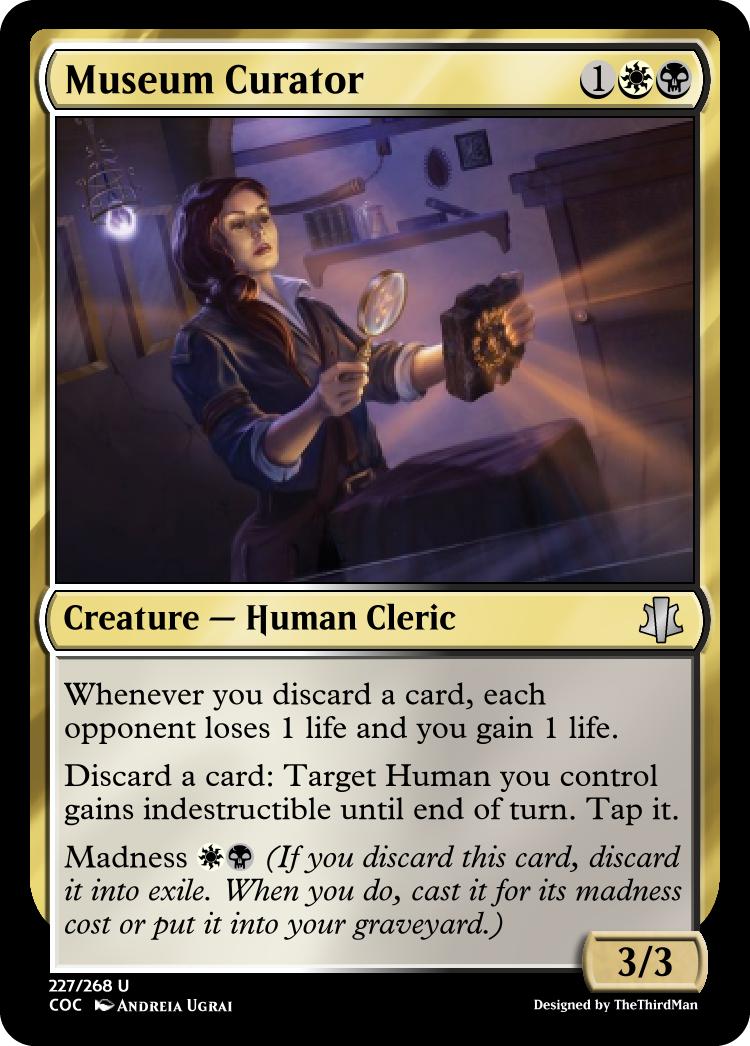 Museum Curator 1
Creature — Human Cleric
Whenever you discard a card, each
opponent loses 1 life and you gain 1 life.
Discard a card: Target Human you control
gains indestructible until end of turn. Tap it.
Madness (If you discard this card, discard
it into exile. When you do, cast it for its madness
cost or put it into your graveyard.)
3/3
227/268 U
COC Andreia Ugrai
Designed by TheThirdMan